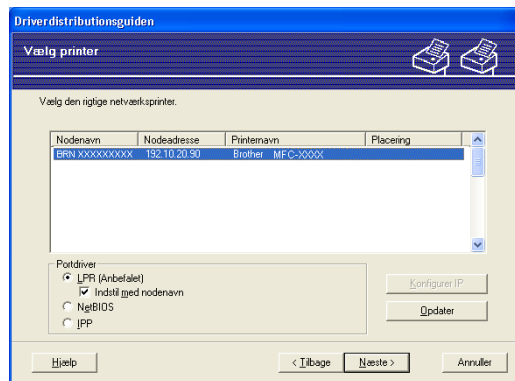 Driverdistributionsguiden
Vælg printer
Vælg den rigtige netværksprinter.
Nodenavn Nodeadresse Printernavn Placering
BRN XXXXXXXXX 192.10.20.90 Brother MFC-XXXX
Portdriver
LPR (Anbefalet)
Indstil med nodenavn
NetBIOS
IPP
Konfigurer IP
Opdater
Hjælp < Tilbage Næste > Annuller